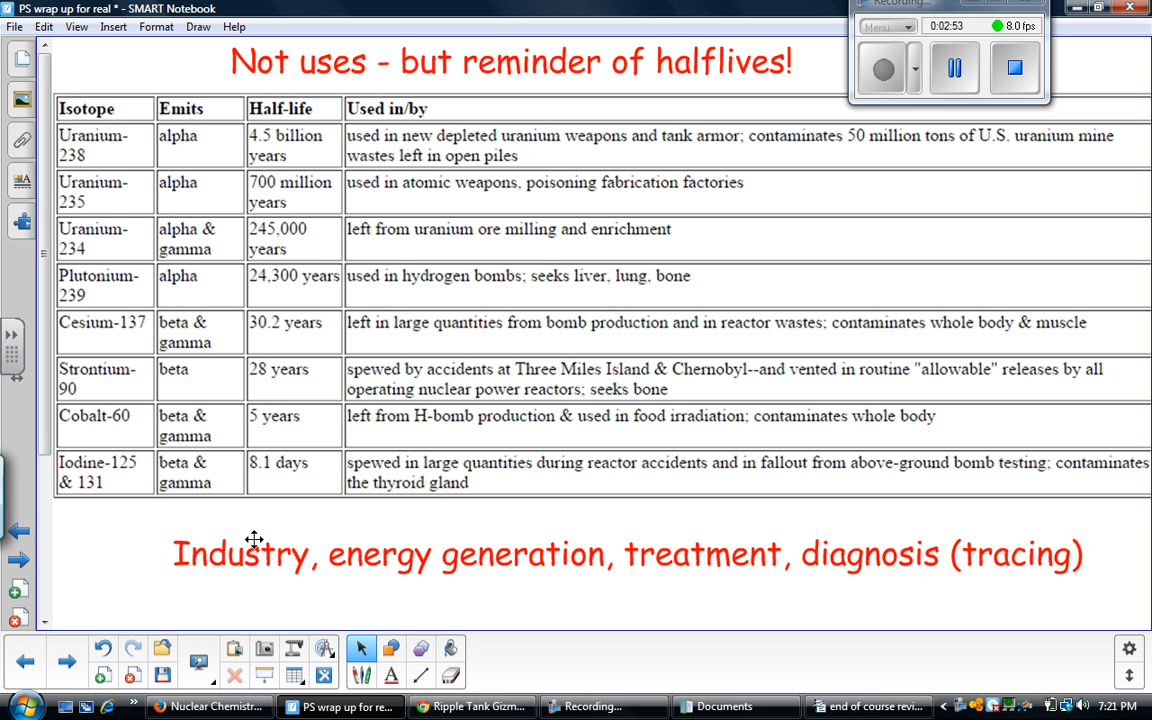 PS wrap up for real * - SMART Notebook
Recording...
File Edit View Insert Format Draw Help
Menu 0:02:53 8.0 fps
Not uses - but reminder of halflives!
Isotope Emits Half-life Used in/by
Uranium- alpha 4.5 billion used in new depleted uranium weapons and tank armor; contaminates 50 million tons of U.S. uranium mine
238 years wastes left in open piles
Uranium- alpha 700 million used in atomic weapons, poisoning fabrication factories
235 years
Uranium- alpha & 245,000 left from uranium ore milling and enrichment
234 gamma years
Plutonium- alpha 24,300 years used in hydrogen bombs; seeks liver, lung, bone
239
Cesium-137 beta & 30.2 years left in large quantities from bomb production and in reactor wastes; contaminates whole body & muscle
gamma
Strontium- beta 28 years spewed by accidents at Three Miles Island & Chernobyl--and vented in routine "allowable" releases by all
90 operating nuclear power reactors; seeks bone
Cobalt-60 beta & 5 years left from H-bomb production & used in food irradiation; contaminates whole body
gamma
Iodine-125 beta & 8.1 days spewed in large quantities during reactor accidents and in fallout from above-ground bomb testing; contaminates
& 131 gamma the thyroid gland
Industry, energy generation, treatment, diagnosis (tracing)
Nuclear Chemistr... PS wrap up for re... Ripple Tank Gizm... Recording... Documents end of course revi... 7:21 PM